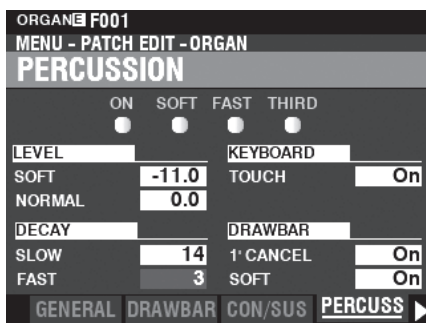 ORGAN E F001
MENU - PATCH EDIT - ORGAN
PERCUSSION
ON SOFT FAST THIRD
LEVEL KEYBOARD
SOFT -11.0 TOUCH On
NORMAL 0.0
DECAY DRAWBAR
SLOW 14 1' CANCEL On
FAST 3 SOFT On
GENERAL DRAWBAR CON/SUS PERCUSS